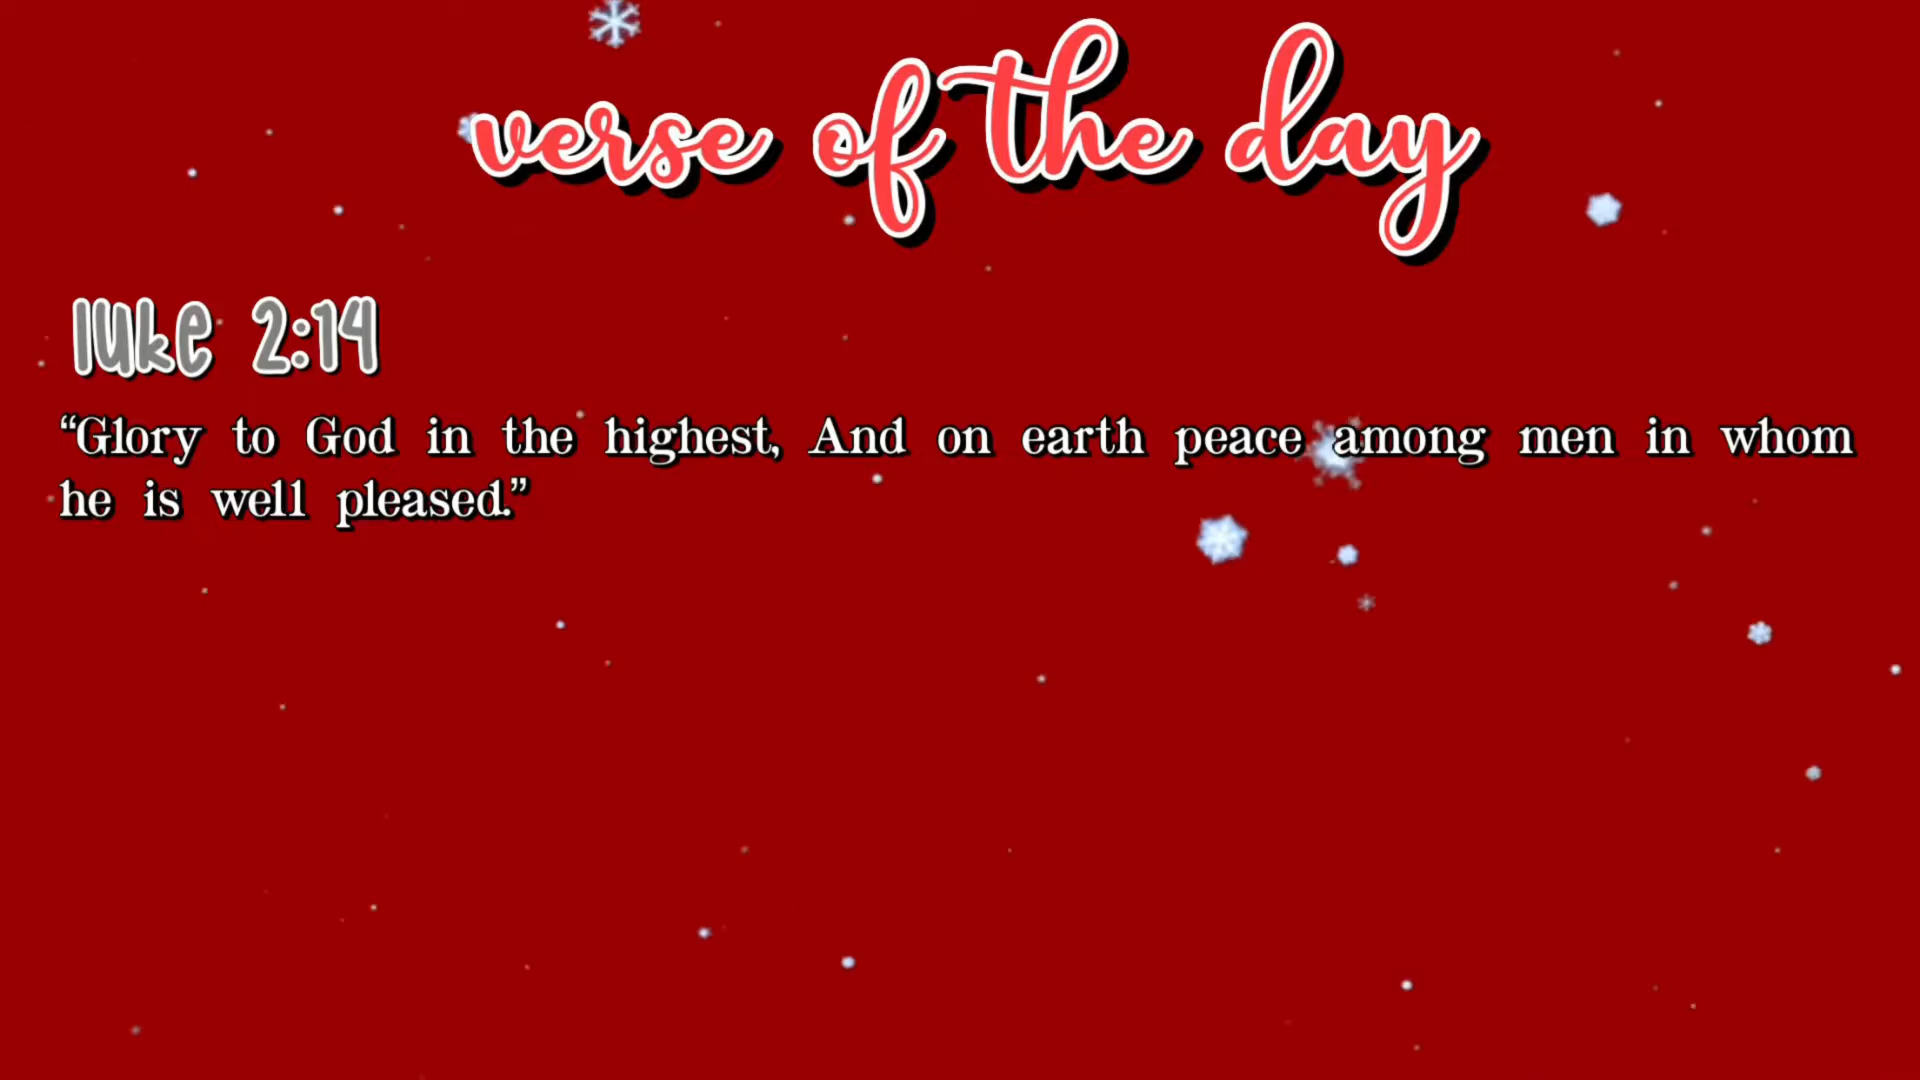 verse of the day
luke 2:14
“Glory to God in the highest, And on earth peace among men in whom
he is well pleased.”